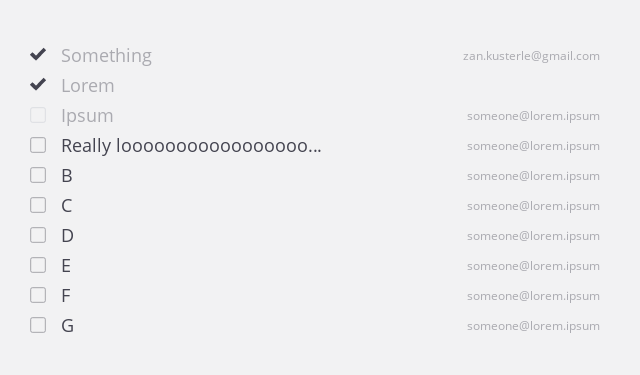 Something zan.kusterle@gmail.com
Lorem
Ipsum someone@lorem.ipsum
Really looooooooooooooooo... someone@lorem.ipsum
B someone@lorem.ipsum
C someone@lorem.ipsum
D someone@lorem.ipsum
E someone@lorem.ipsum
F someone@lorem.ipsum
G someone@lorem.ipsum